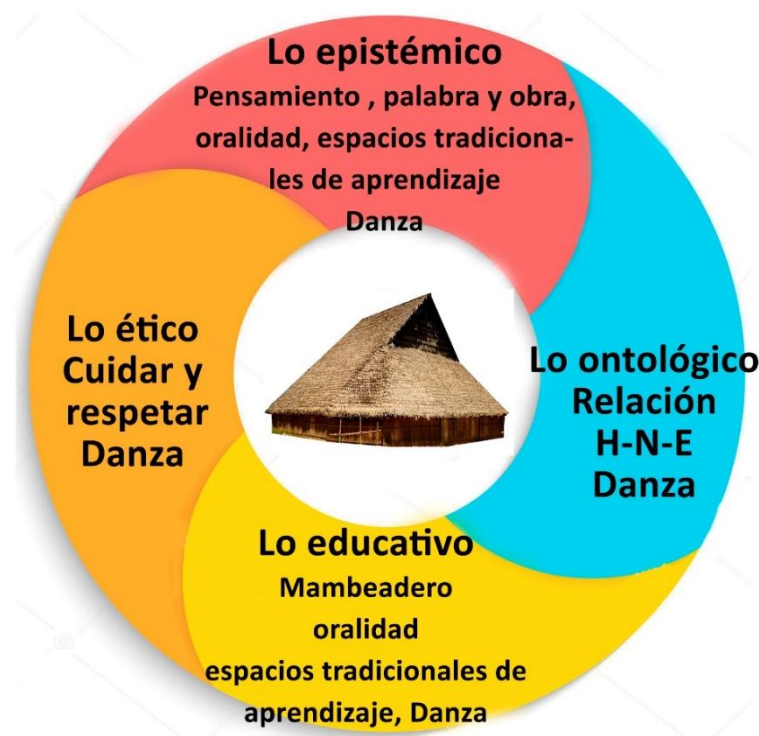 Lo epistémico
Pensamiento , palabra y obra,
oralidad, espacios tradiciona-
les de aprendizaje
Danza
Lo ético
Cuidar y
respetar
Danza
Lo ontológico
Relación
H-N-E
Danza
Lo educativo
Mambeadero
oralidad
espacios tradicionales de
aprendizaje, Danza